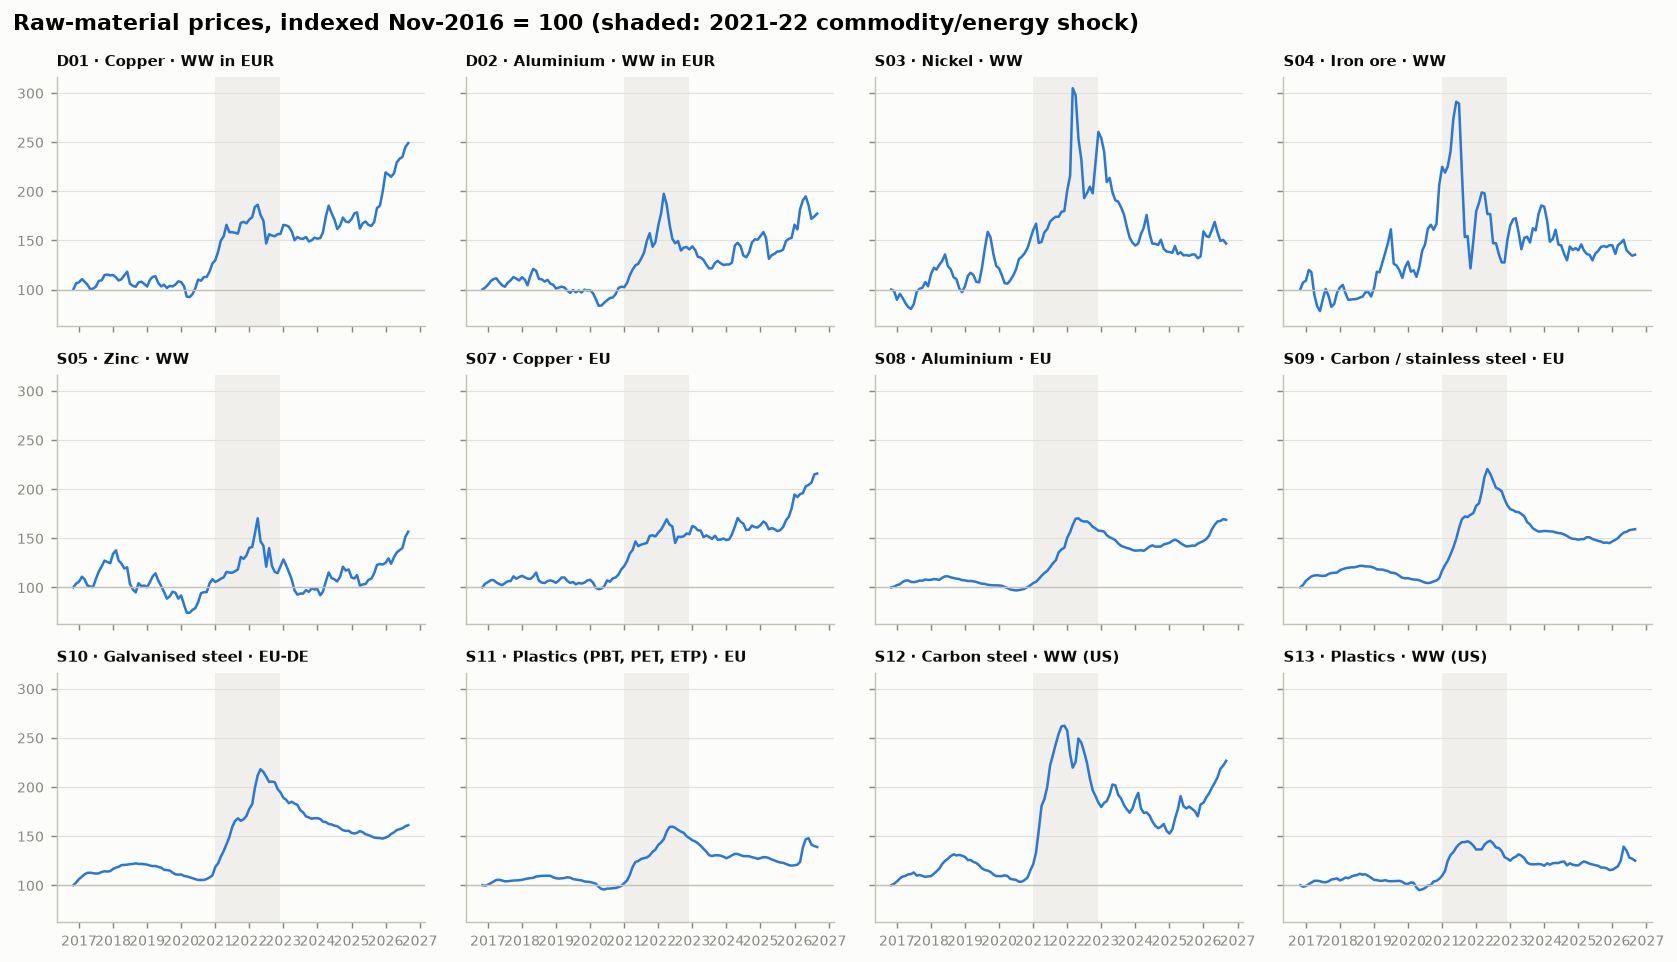 Raw-material prices, indexed Nov-2016 = 100 (shaded: 2021-22 commodity/energy shock)
D01 · Copper · WW in EUR
D02 · Aluminium · WW in EUR
S03 · Nickel · WW
S04 · Iron ore · WW
300
250
200
150
100
S05 · Zinc · WW
S07 · Copper · EU
S08 · Aluminium · EU
S09 · Carbon / stainless steel · EU
300
250
200
150
100
S10 · Galvanised steel · EU-DE
S11 · Plastics (PBT, PET, ETP) · EU
S12 · Carbon steel · WW (US)
S13 · Plastics · WW (US)
300
250
200
150
100
2017 2018 2019 2020 2021 2022 2023 2024 2025 2026 2027
2017 2018 2019 2020 2021 2022 2023 2024 2025 2026 2027
2017 2018 2019 2020 2021 2022 2023 2024 2025 2026 2027
2017 2018 2019 2020 2021 2022 2023 2024 2025 2026 2027